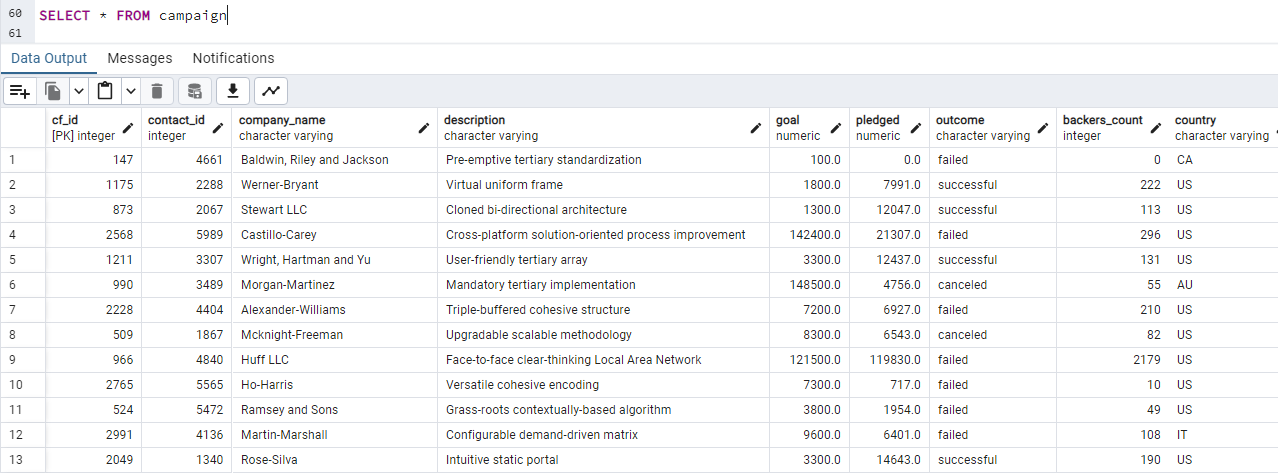 60 SELECT * FROM campaign
61
Data Output Messages Notifications
cf_id contact_id company_name description goal pledged outcome backers_count country
[PK] integer integer character varying character varying numeric numeric character varying integer character varying
1 147 4661 Baldwin, Riley and Jackson Pre-emptive tertiary standardization 100.0 0.0 failed 0 CA
2 1175 2288 Werner-Bryant Virtual uniform frame 1800.0 7991.0 successful 222 US
3 873 2067 Stewart LLC Cloned bi-directional architecture 1300.0 12047.0 successful 113 US
4 2568 5989 Castillo-Carey Cross-platform solution-oriented process improvement 142400.0 21307.0 failed 296 US
5 1211 3307 Wright, Hartman and Yu User-friendly tertiary array 3300.0 12437.0 successful 131 US
6 990 3489 Morgan-Martinez Mandatory tertiary implementation 148500.0 4756.0 canceled 55 AU
7 2228 4404 Alexander-Williams Triple-buffered cohesive structure 7200.0 6927.0 failed 210 US
8 509 1867 Mcknight-Freeman Upgradable scalable methodology 8300.0 6543.0 canceled 82 US
9 966 4840 Huff LLC Face-to-face clear-thinking Local Area Network 121500.0 119830.0 failed 2179 US
10 2765 5565 Ho-Harris Versatile cohesive encoding 7300.0 717.0 failed 10 US
11 524 5472 Ramsey and Sons Grass-roots contextually-based algorithm 3800.0 1954.0 failed 49 US
12 2991 4136 Martin-Marshall Configurable demand-driven matrix 9600.0 6401.0 failed 108 IT
13 2049 1340 Rose-Silva Intuitive static portal 3300.0 14643.0 successful 190 US